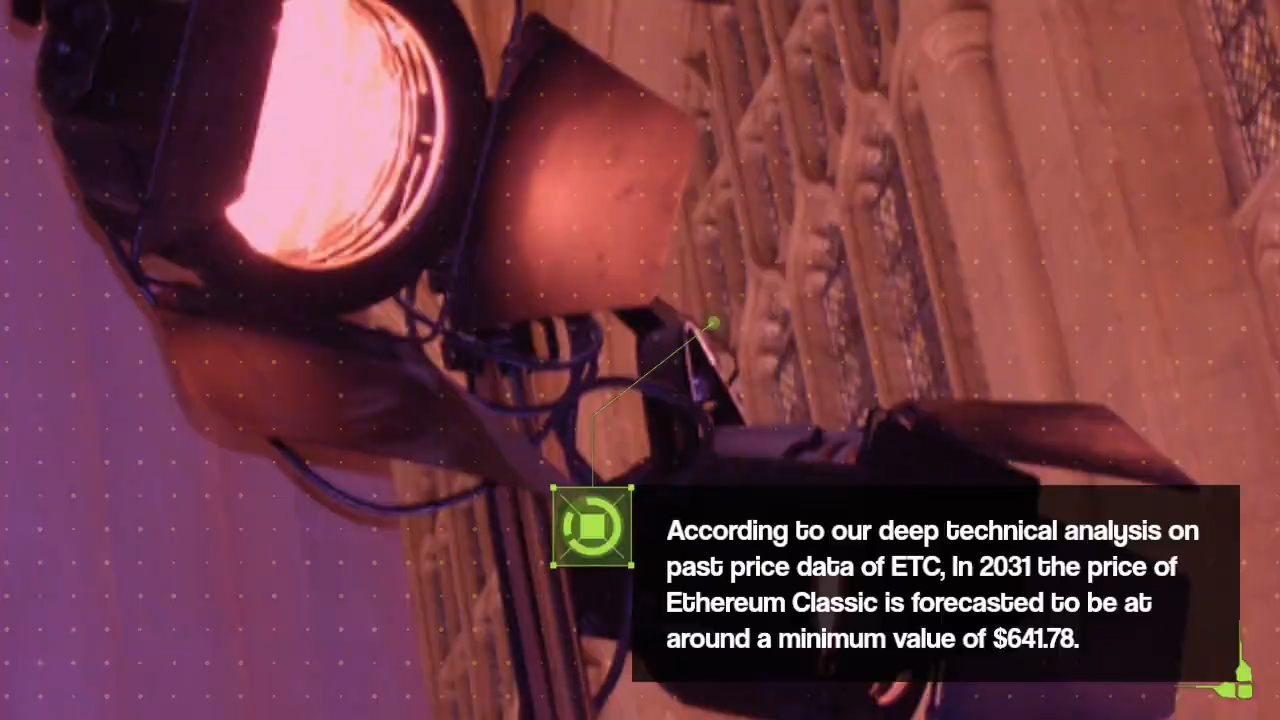 According to our deep technical analysis on
past price data of ETC, In 2031 the price of
Ethereum Classic is forecasted to be at
around a minimum value of $641.78.